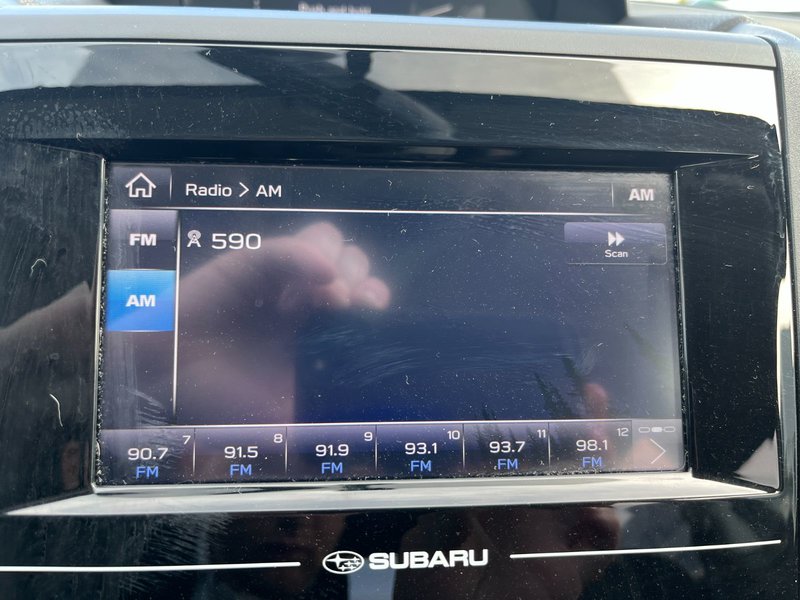 Radio > AM
AM
FM
590
Scan
AM
7
8
9
10
11
12
90.7
91.5
91.9
93.1
93.7
98.1
FM
FM
FM
FM
FM
FM
SUBARU